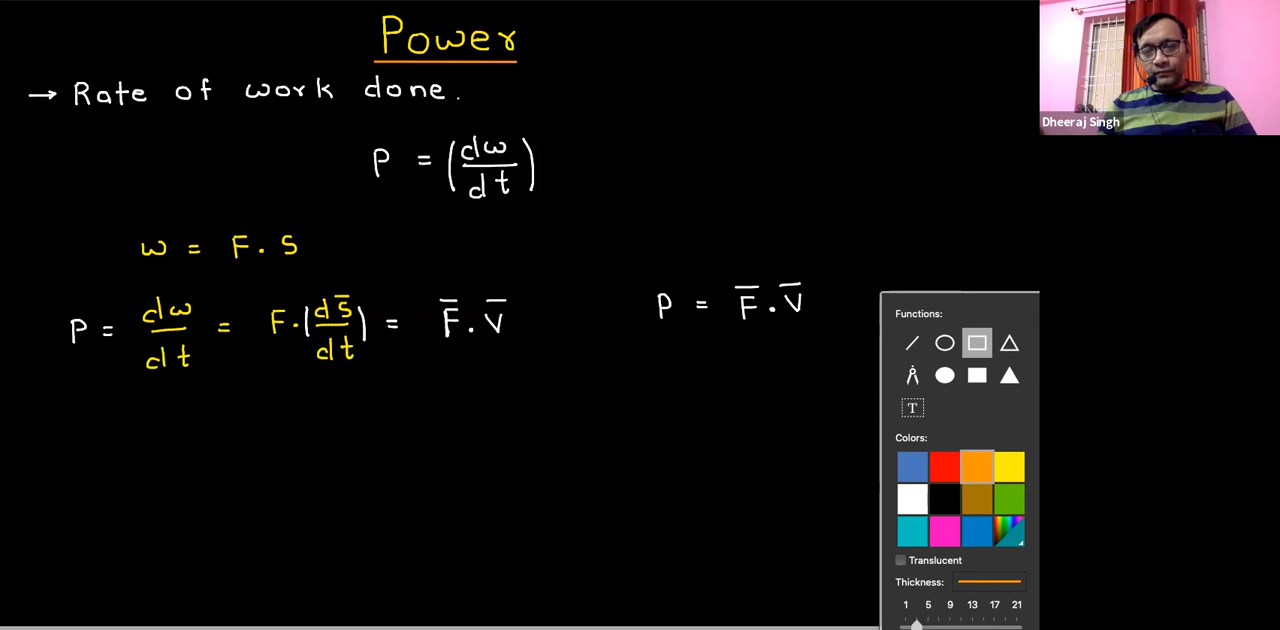 Power
→ Rate of work done.
P = (dω/dt)
ω = F . S
P = dω/dt = F.(ds̅/dt) = F̅ . V̅
P = F̅ . V̅
Dheeraj Singh
Functions:
T
Colors:
Translucent
Thickness:
1 5 9 13 17 21